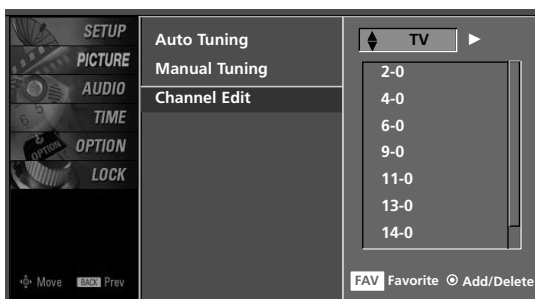 SETUP
PICTURE
AUDIO
TIME
OPTION
LOCK
Move BACK Prev
Auto Tuning
Manual Tuning
Channel Edit
TV
2-0
4-0
6-0
9-0
11-0
13-0
14-0
FAV Favorite Add/Delete